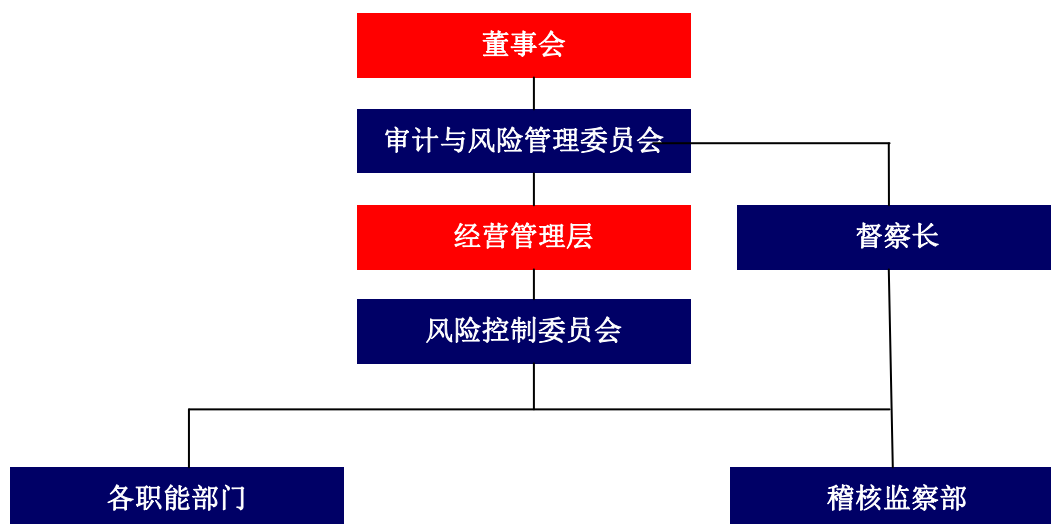 董事会
审计与风险管理委员会
经营管理层
督察长
风险控制委员会
各职能部门
稽核监察部